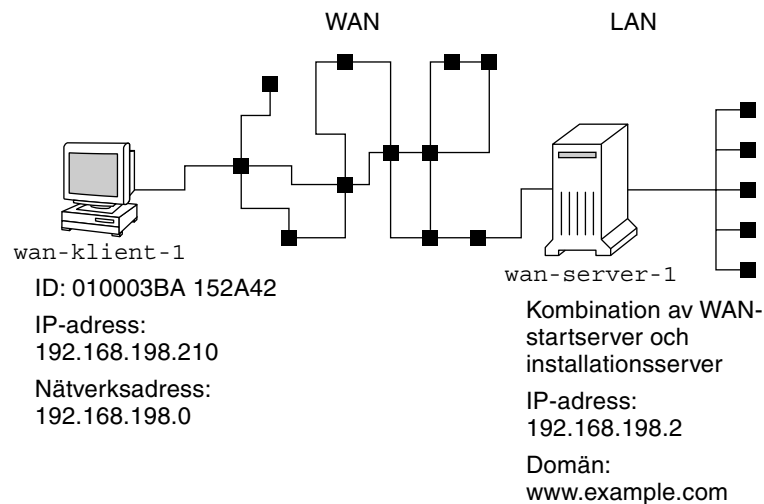 WAN
LAN
wan-klient-1
ID: 010003BA 152A42
IP-adress:
192.168.198.210
Nätverksadress:
192.168.198.0
wan-server-1
Kombination av WAN-
startserver och
installationsserver
IP-adress:
192.168.198.2
Domän:
www.example.com